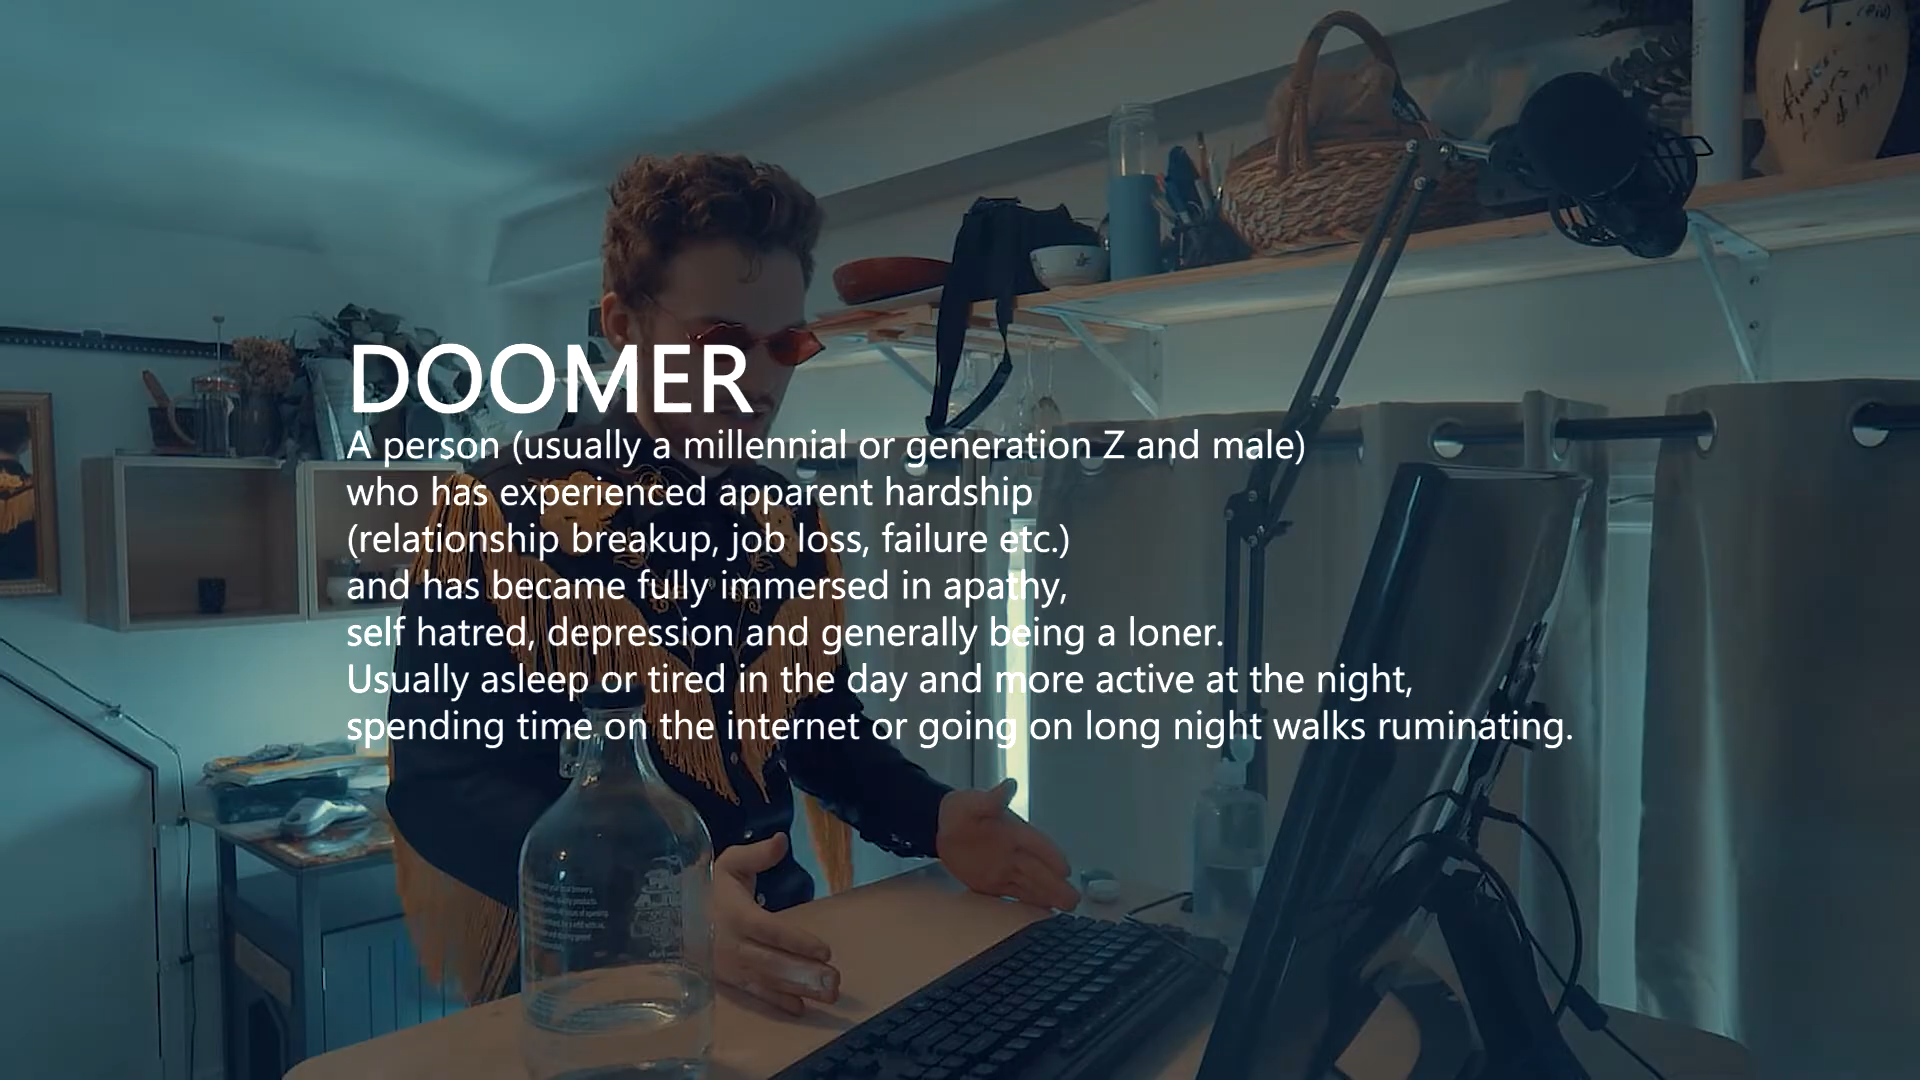 DOOMER
A person (usually a millennial or generation Z and male)
who has experienced apparent hardship
(relationship breakup, job loss, failure etc.)
and has became fully immersed in apathy,
self hatred, depression and generally being a loner.
Usually asleep or tired in the day and more active at the night,
spending time on the internet or going on long night walks ruminating.